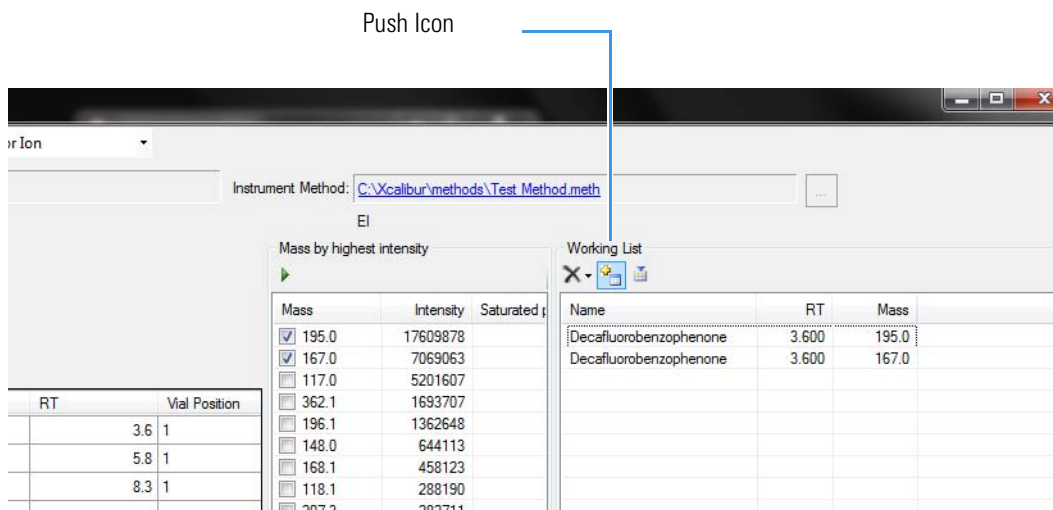 Push Icon
or Ion
Instrument Method: C:\Xcalibur\methods\Test Method.meth ...
EI
Mass by highest intensity
Working List
Mass Intensity Saturated
Name RT Mass
195.0 17609878
Decafluorobenzophenone 3.600 195.0
167.0 7069063
Decafluorobenzophenone 3.600 167.0
117.0 5201607
362.1 1693707
196.1 1362648
148.0 644113
168.1 458123
118.1 288190
RT Vial Position
3.6 1
5.8 1
8.3 1